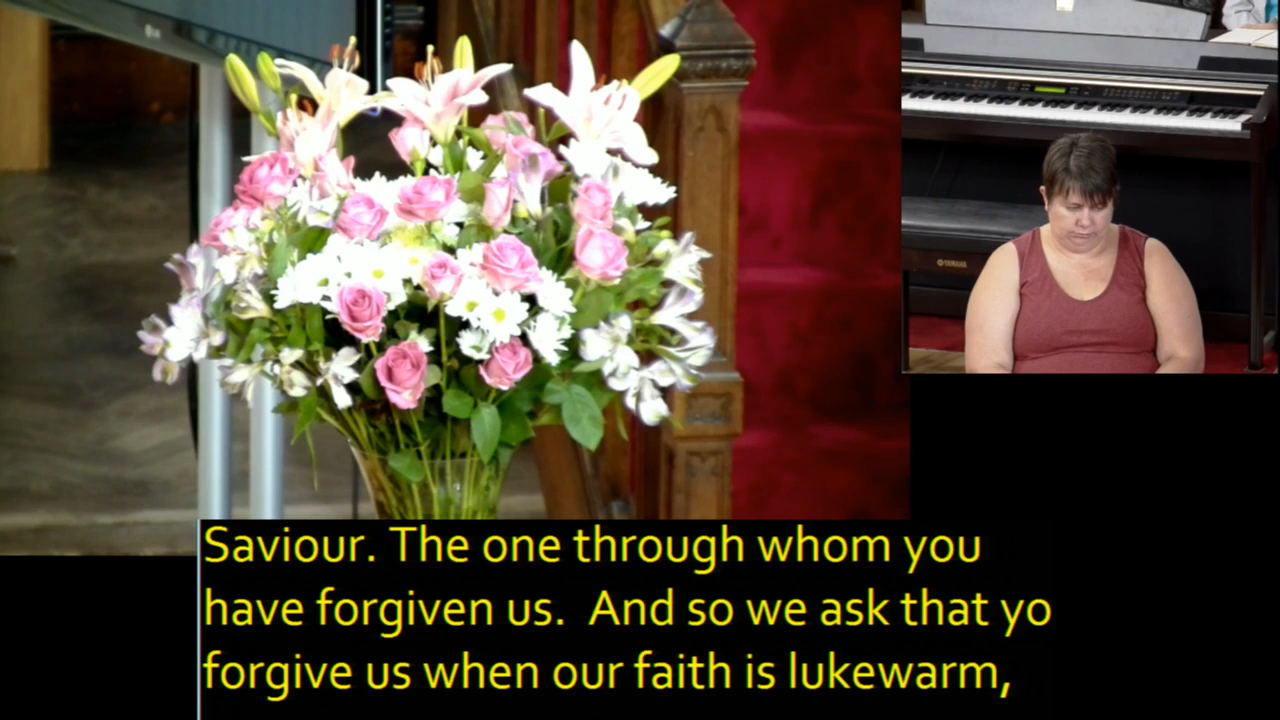 YAMAHA
Saviour. The one through whom you
have forgiven us.  And so we ask that yo
forgive us when our faith is lukewarm,